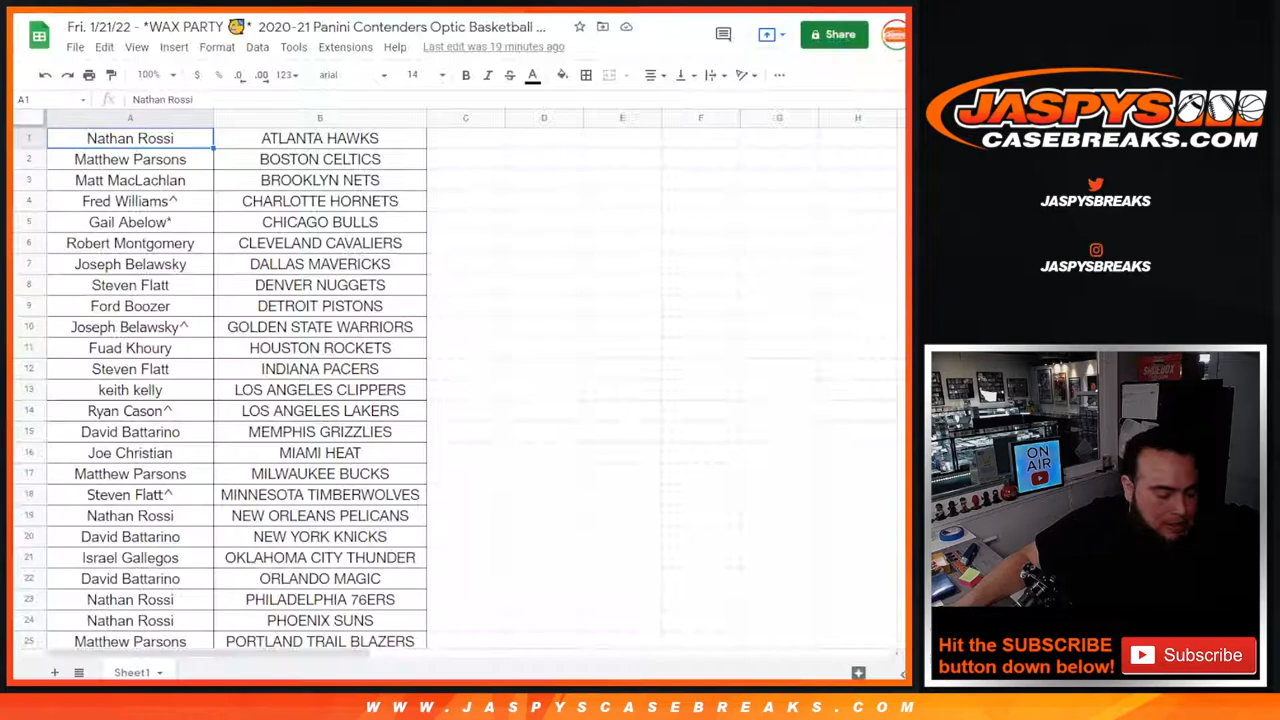 Fri. 1/21/22 - *WAX PARTY 🥳* 2020-21 Panini Contenders Optic Basketball ...
File Edit View Insert Format Data Tools Extensions Help Last edit was 19 minutes ago
Share
100% $ % .0 .00 123 arial 14 B I S A
A1 fx Nathan Rossi
A B C D E F G H
1 Nathan Rossi ATLANTA HAWKS
2 Matthew Parsons BOSTON CELTICS
3 Matt MacLachlan BROOKLYN NETS
4 Fred Williams^ CHARLOTTE HORNETS
5 Gail Abelow* CHICAGO BULLS
6 Robert Montgomery CLEVELAND CAVALIERS
7 Joseph Belawsky DALLAS MAVERICKS
8 Steven Flatt DENVER NUGGETS
9 Ford Boozer DETROIT PISTONS
10 Joseph Belawsky^ GOLDEN STATE WARRIORS
11 Fuad Khoury HOUSTON ROCKETS
12 Steven Flatt INDIANA PACERS
13 keith kelly LOS ANGELES CLIPPERS
14 Ryan Cason^ LOS ANGELES LAKERS
15 David Battarino MEMPHIS GRIZZLIES
16 Joe Christian MIAMI HEAT
17 Matthew Parsons MILWAUKEE BUCKS
18 Steven Flatt^ MINNESOTA TIMBERWOLVES
19 Nathan Rossi NEW ORLEANS PELICANS
20 David Battarino NEW YORK KNICKS
21 Israel Gallegos OKLAHOMA CITY THUNDER
22 David Battarino ORLANDO MAGIC
23 Nathan Rossi PHILADELPHIA 76ERS
24 Nathan Rossi PHOENIX SUNS
25 Matthew Parsons PORTLAND TRAIL BLAZERS
Sheet1
JASPYS
CASEBREAKS.COM
JASPYSBREAKS
JASPYSBREAKS
SHOEBOX
ON
AIR
Hit the SUBSCRIBE
button down below!
Subscribe
WWW.JASPYSCASEBREAKS.COM